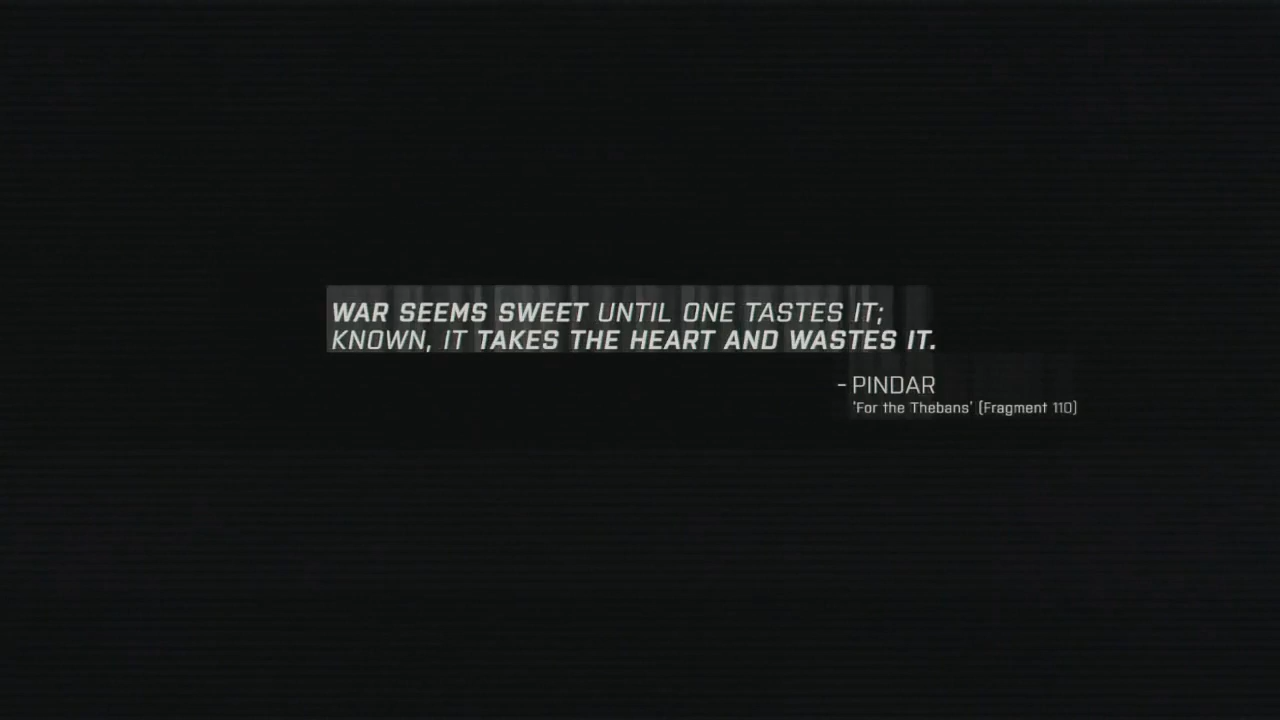 WAR SEEMS SWEET UNTIL ONE TASTES IT;
KNOWN, IT TAKES THE HEART AND WASTES IT.
- PINDAR
'For the Thebans' (Fragment 110)